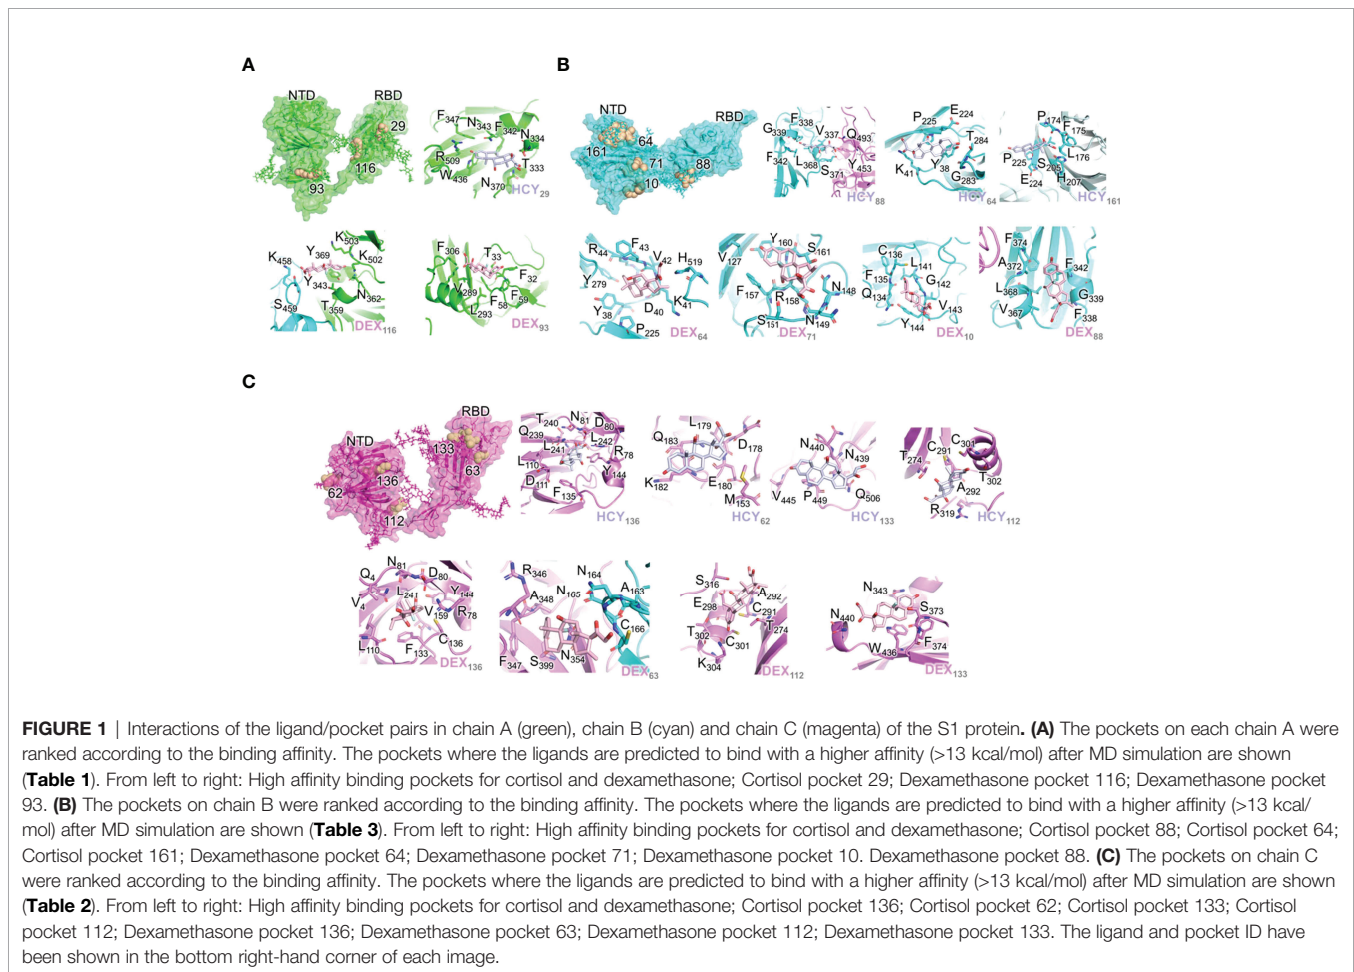 A
NTD
RBD
29
116
93
F347
N343
F342
N334
R509
W436
T333
N370
HCY29
K458
Y369
K503
K502
Y343
N362
S459
T359
DEX116
F306
T33
F32
V289
F59
F58
L293
DEX93
B
NTD
RBD
161
64
71
88
10
F338
G339
V337
Q493
F342
L368
Y453
S371
HCY88
P225
E224
T284
K41
Y38
G283
HCY64
P174
F175
L176
P225
S205
E224
H207
HCY161
R44
F43
V42
H519
Y279
K41
D40
Y38
P225
DEX64
Y160
S161
V127
F157
R158
N148
S151
N149
DEX71
C136
L141
F135
G142
Q134
V143
Y144
DEX10
F374
A372
F342
L368
G339
V367
F338
DEX88
C
NTD
RBD
133
63
136
62
112
T240
N81
D80
Q239
L242
L241
R78
L110
Y144
D111
F135
HCY136
L179
Q183
D178
K182
E180
M153
HCY62
N440
N439
V445
P449
Q506
HCY133
C291
C301
T274
T302
A292
R319
HCY112
N81
Q4
D80
L241
Y144
V4
V159
R78
L110
C136
F133
DEX136
R346
N164
A348
N165
A163
C166
F347
S399
N354
DEX63
S316
A292
E298
C291
T274
T302
C301
K304
DEX112
N343
S373
N440
W436
F374
DEX133
FIGURE 1 | Interactions of the ligand/pocket pairs in chain A (green), chain B (cyan) and chain C (magenta) of the S1 protein. (A) The pockets on each chain A were
ranked according to the binding affinity. The pockets where the ligands are predicted to bind with a higher affinity (>13 kcal/mol) after MD simulation are shown
(Table 1). From left to right: High affinity binding pockets for cortisol and dexamethasone; Cortisol pocket 29; Dexamethasone pocket 116; Dexamethasone pocket
93. (B) The pockets on chain B were ranked according to the binding affinity. The pockets where the ligands are predicted to bind with a higher affinity (>13 kcal/
mol) after MD simulation are shown (Table 3). From left to right: High affinity binding pockets for cortisol and dexamethasone; Cortisol pocket 88; Cortisol pocket 64;
Cortisol pocket 161; Dexamethasone pocket 64; Dexamethasone pocket 71; Dexamethasone pocket 10. Dexamethasone pocket 88. (C) The pockets on chain C
were ranked according to the binding affinity. The pockets where the ligands are predicted to bind with a higher affinity (>13 kcal/mol) after MD simulation are shown
(Table 2). From left to right: High affinity binding pockets for cortisol and dexamethasone; Cortisol pocket 136; Cortisol pocket 62; Cortisol pocket 133; Cortisol
pocket 112; Dexamethasone pocket 136; Dexamethasone pocket 63; Dexamethasone pocket 112; Dexamethasone pocket 133. The ligand and pocket ID have
been shown in the bottom right-hand corner of each image.